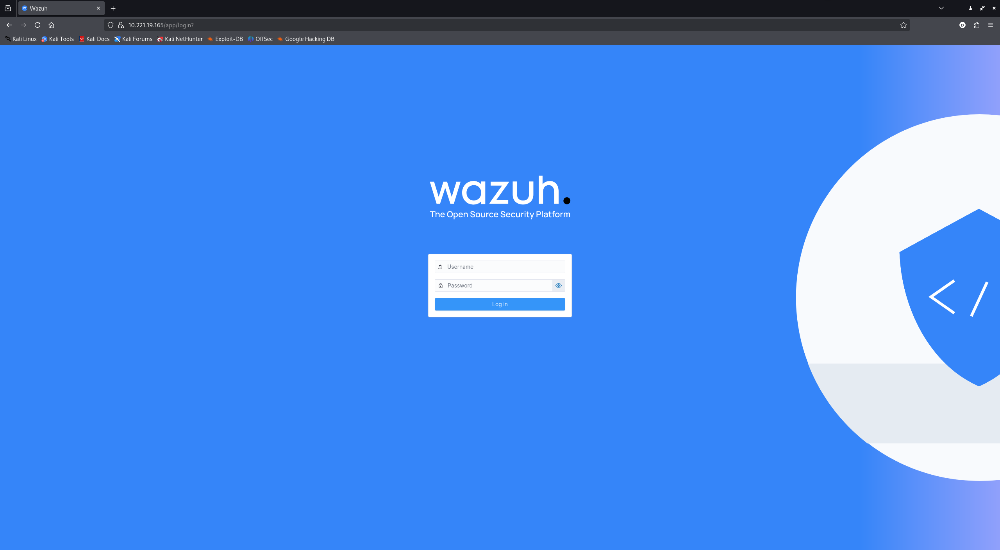 Wazuh
10.221.19.165/app/login?
Kali Linux Kali Tools Kali Docs Kali Forums Kali NetHunter Exploit-DB OffSec Google Hacking DB
D
wazuh.
The Open Source Security Platform
Username
Password
Log in